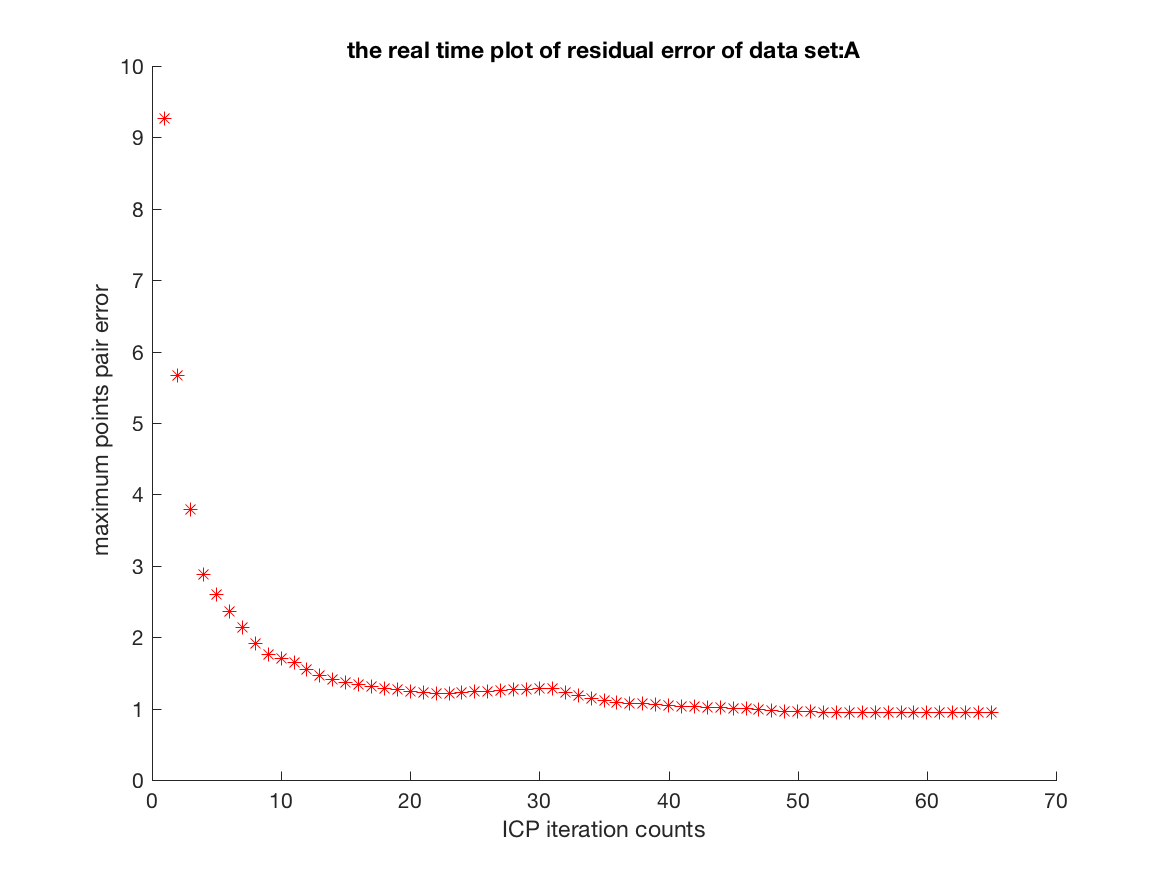 the real time plot of residual error of data set:A
10
9
8
7
6
5
4
3
2
1
0
maximum points pair error
0 10 20 30 40 50 60 70
ICP iteration counts